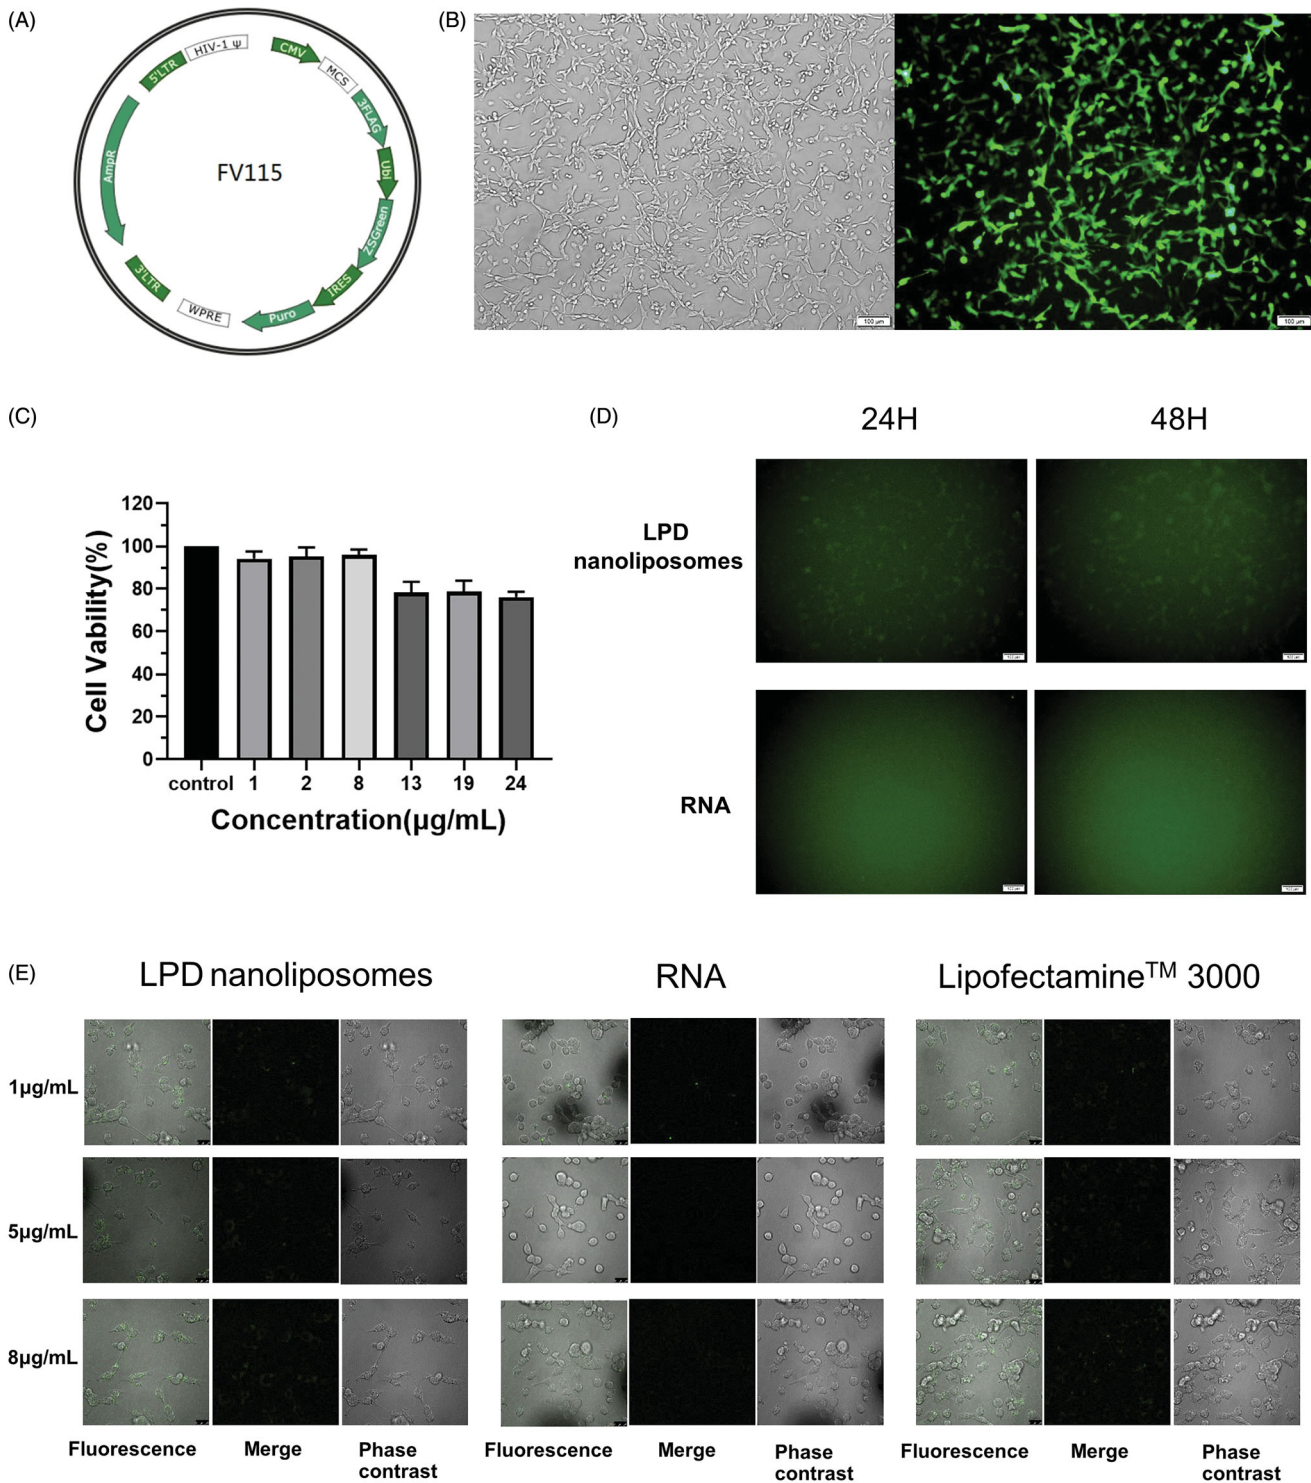 (A)
HIV-1 ψ
CMV
MCS
3FLAG
Ubi
ZSGreen
IRES
Puro
WPRE
3'LTR
AmpR
5'LTR
FV115
(B)
100 μm
100 μm
(C)
Cell Vability(%)
120
100
80
60
40
20
0
control 1 2 8 13 19 24
Concentration(μg/mL)
(D)
24H 48H
LPD
nanoliposomes
RNA
(E)
LPD nanoliposomes RNA Lipofectamine™ 3000
1μg/mL
5μg/mL
8μg/mL
Fluorescence Merge Phase contrast Fluorescence Merge Phase contrast Fluorescence Merge Phase contrast